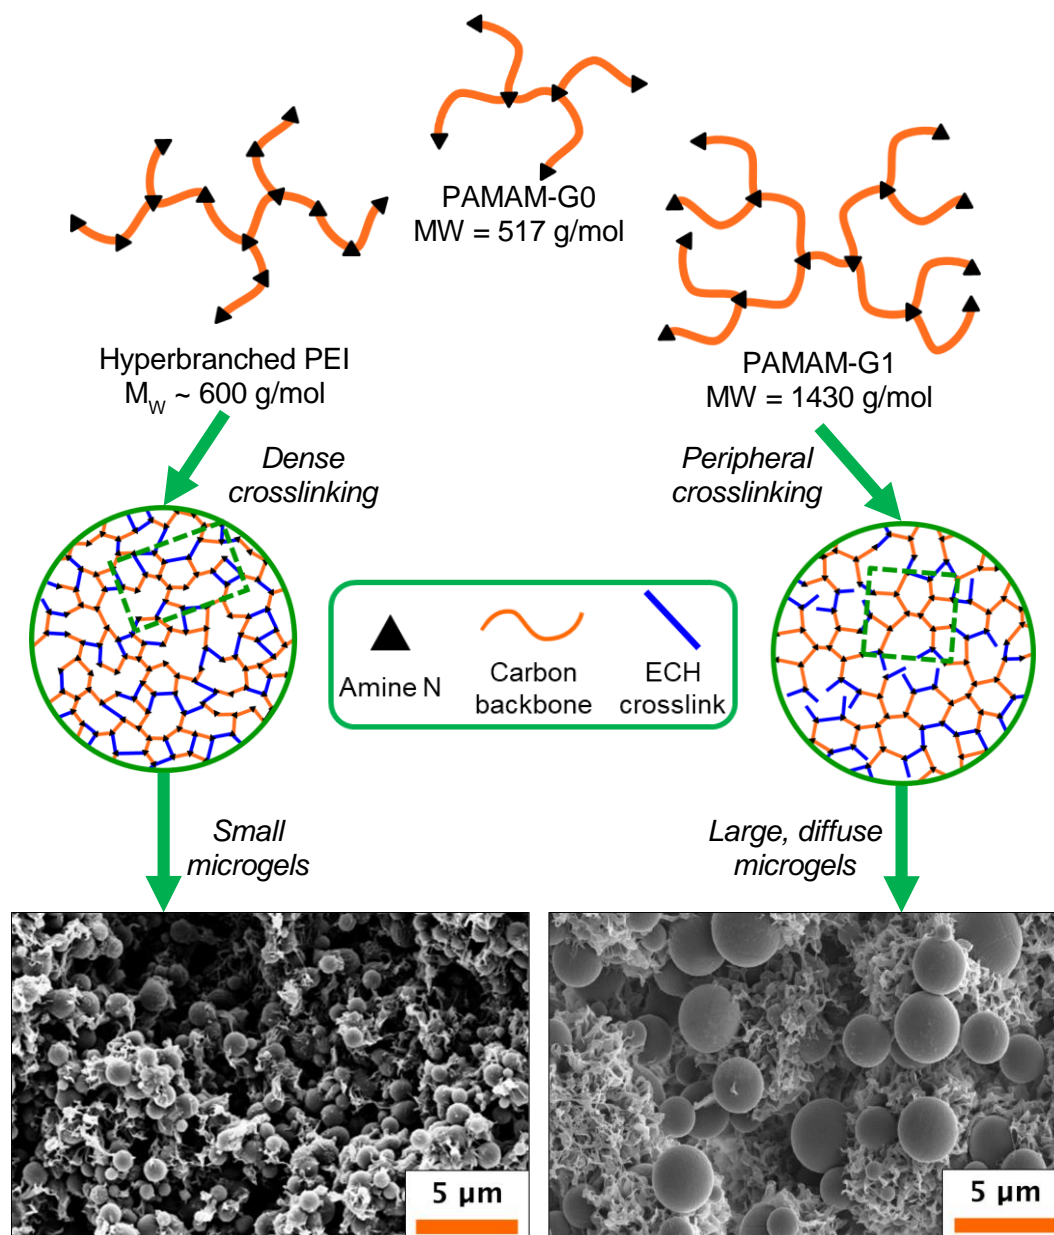 PAMAM-G0
MW = 517 g/mol
Hyperbranched PEI
M_W ~ 600 g/mol
PAMAM-G1
MW = 1430 g/mol
Dense
crosslinking
Peripheral
crosslinking
Amine N
Carbon
backbone
ECH
crosslink
Small
microgels
Large, diffuse
microgels
5 μm
5 μm